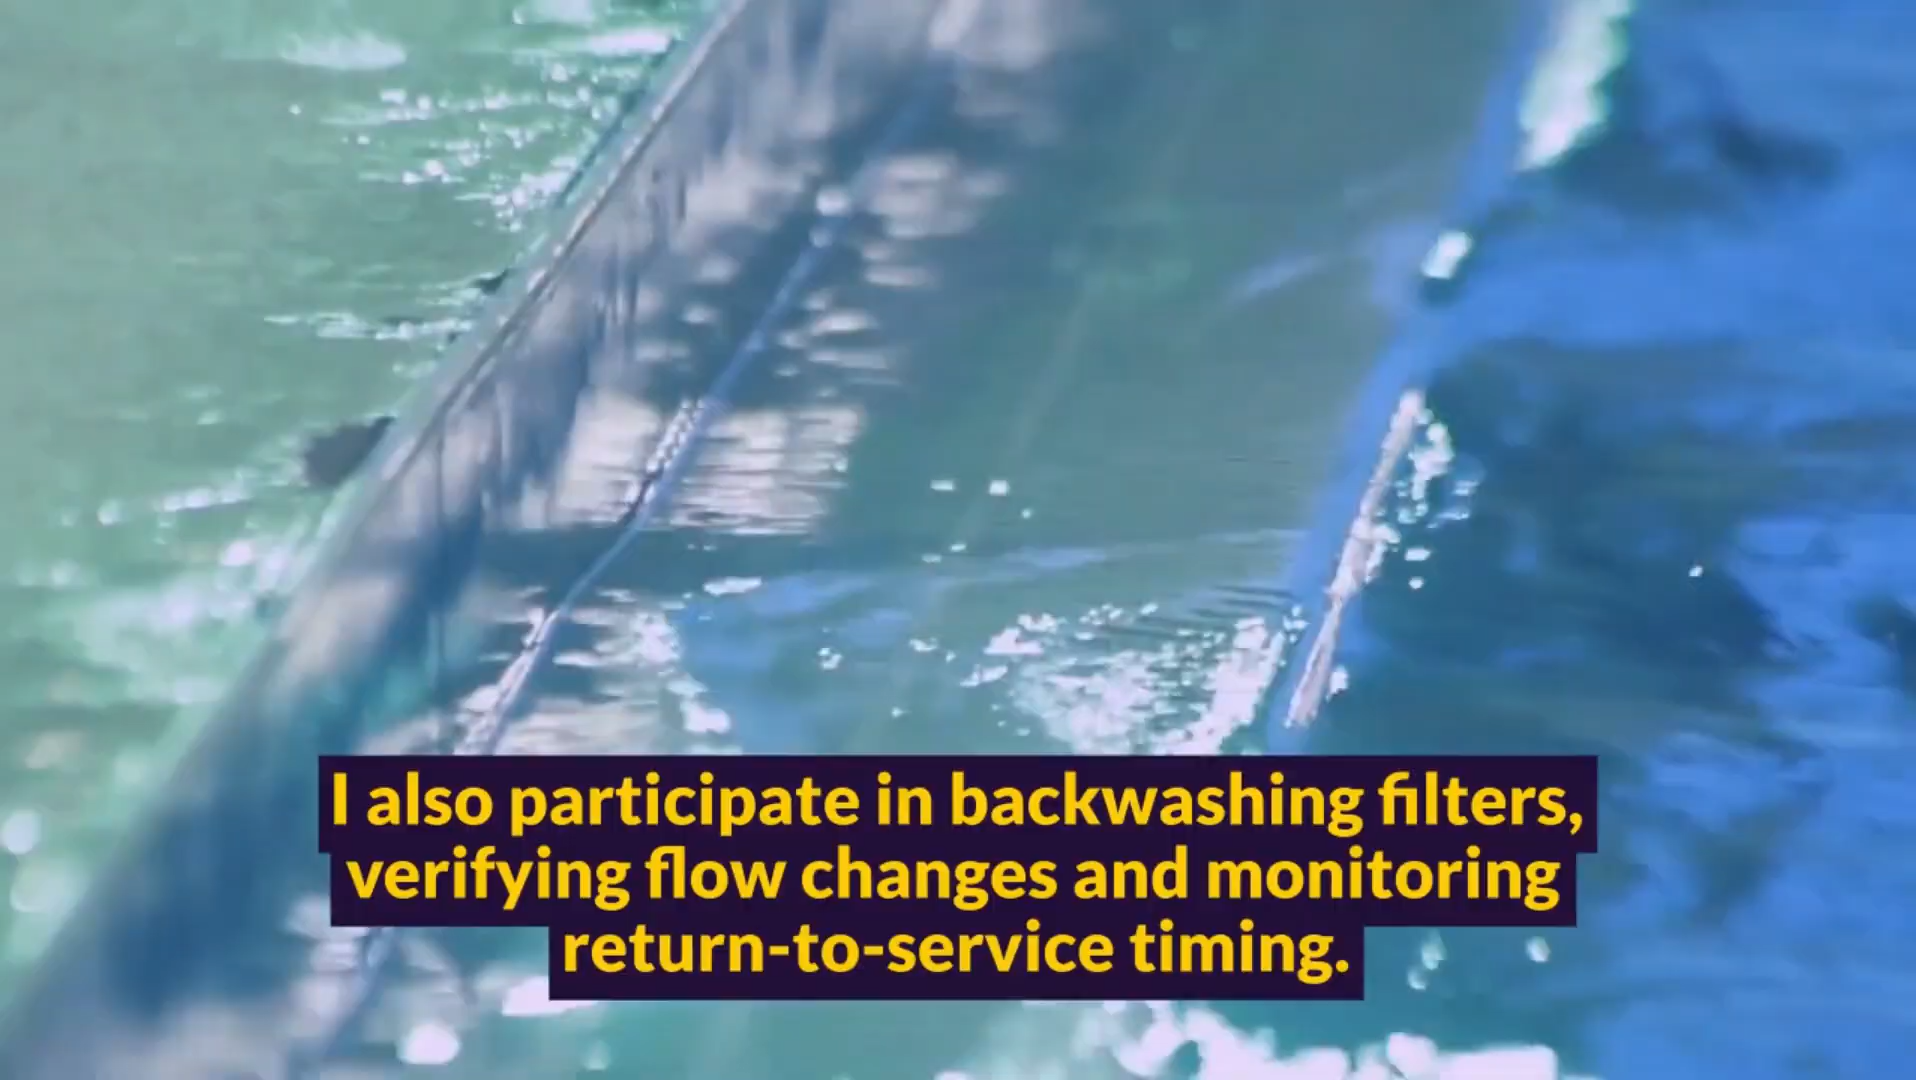 I also participate in backwashing filters,
verifying flow changes and monitoring
return-to-service timing.